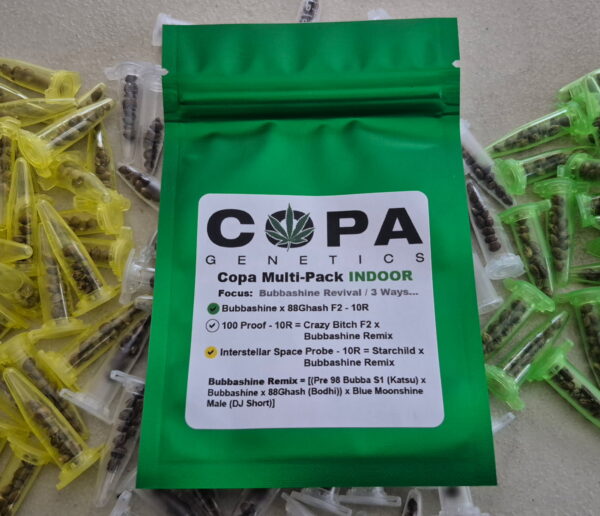 COPA
GENETICS
Copa Multi-Pack INDOOR
Focus: Bubbashine Revival / 3 Ways...
Bubbashine x 88Ghash F2 - 10R
100 Proof - 10R = Crazy Bitch F2 x
Bubbashine Remix
Interstellar Space Probe - 10R = Starchild x
Bubbashine Remix
Bubbashine Remix = [(Pre 98 Bubba S1 (Katsu) x
Bubbashine x 88Ghash (Bodhi)) x Blue Moonshine
Male (DJ Short)]